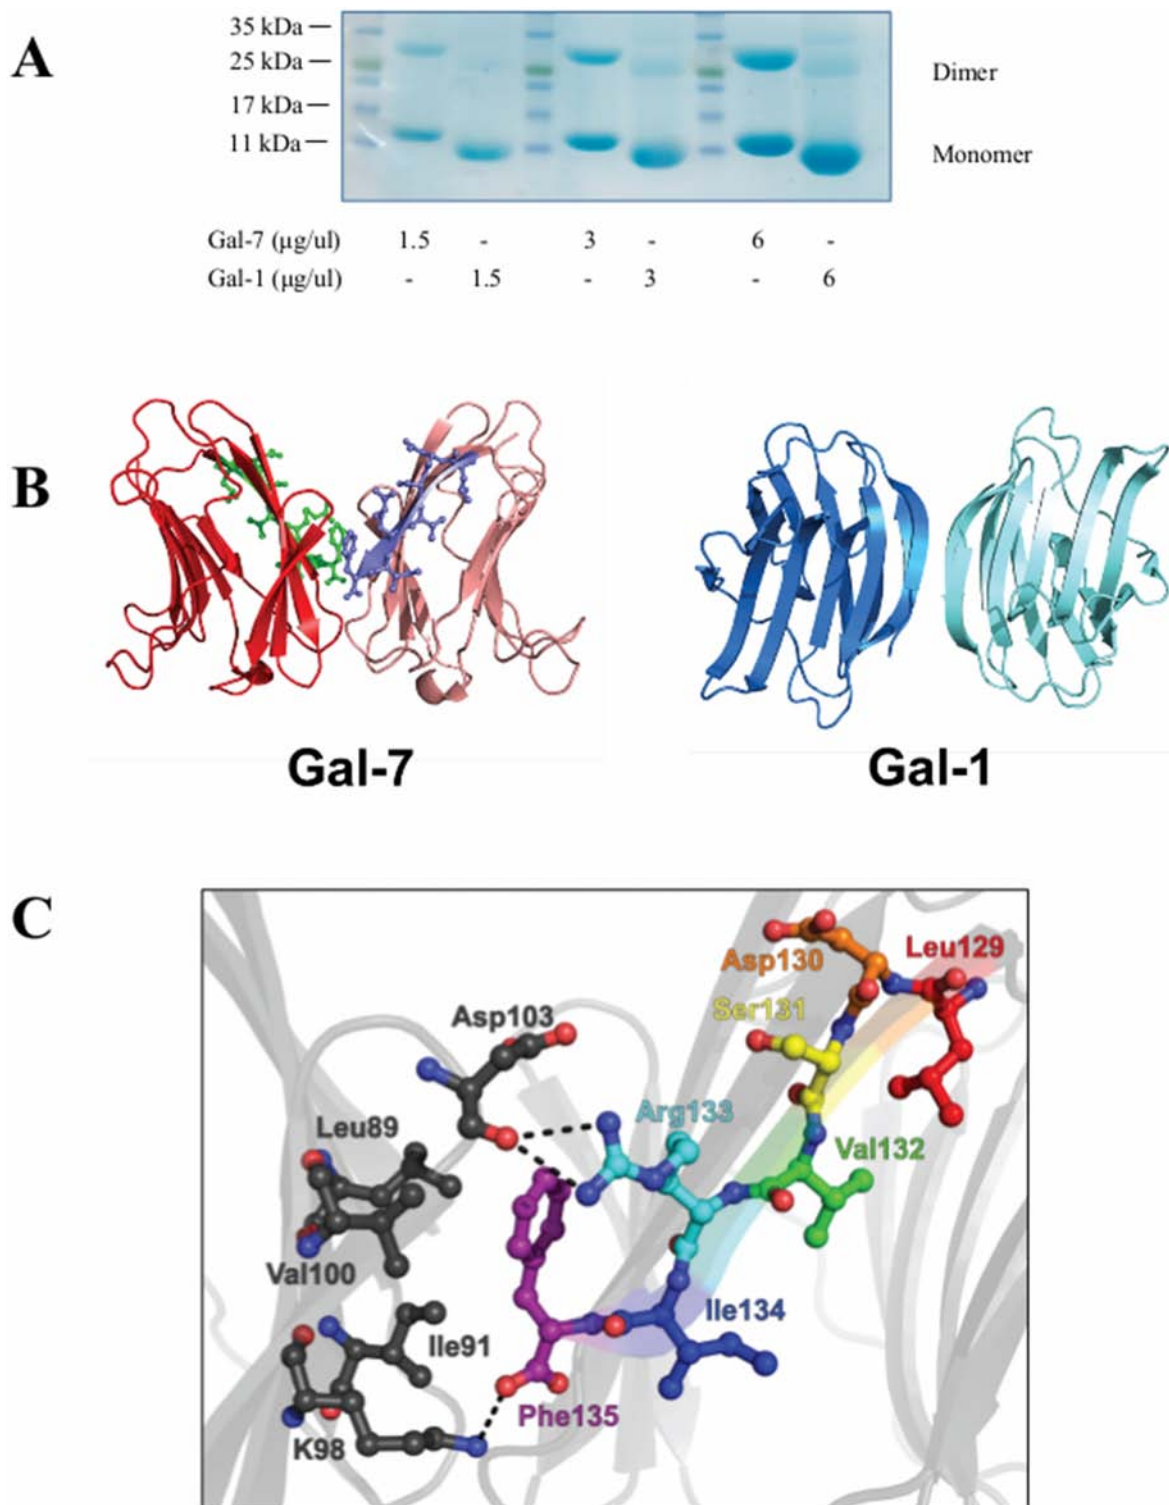 A
35 kDa
25 kDa
17 kDa
11 kDa
Dimer
Monomer
Gal-7 (μg/ul) 1.5 - 3 - 6 -
Gal-1 (μg/ul) - 1.5 - 3 - 6
B
Gal-7
Gal-1
C
Asp130
Leu129
Ser131
Asp103
Arg133
Leu89
Val132
Val100
Ile134
Ile91
Phe135
K98